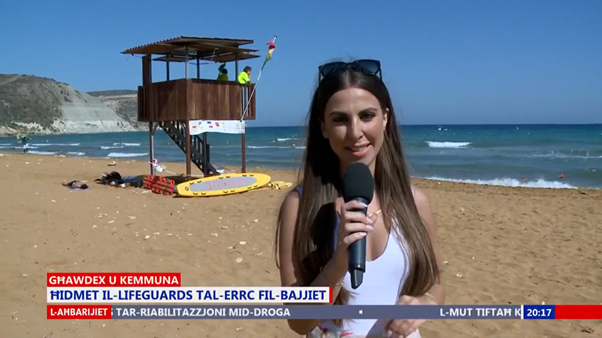 GĦAWDEX U KEMMUNA
ĦIDMET IL-LIFEGUARDS TAL-ERRC FIL-BAJJIET
L-AĦBARIJIET TAR-RIABILITAZZJONI MID-DROGA L-MUT TIFTAĦ 20:17